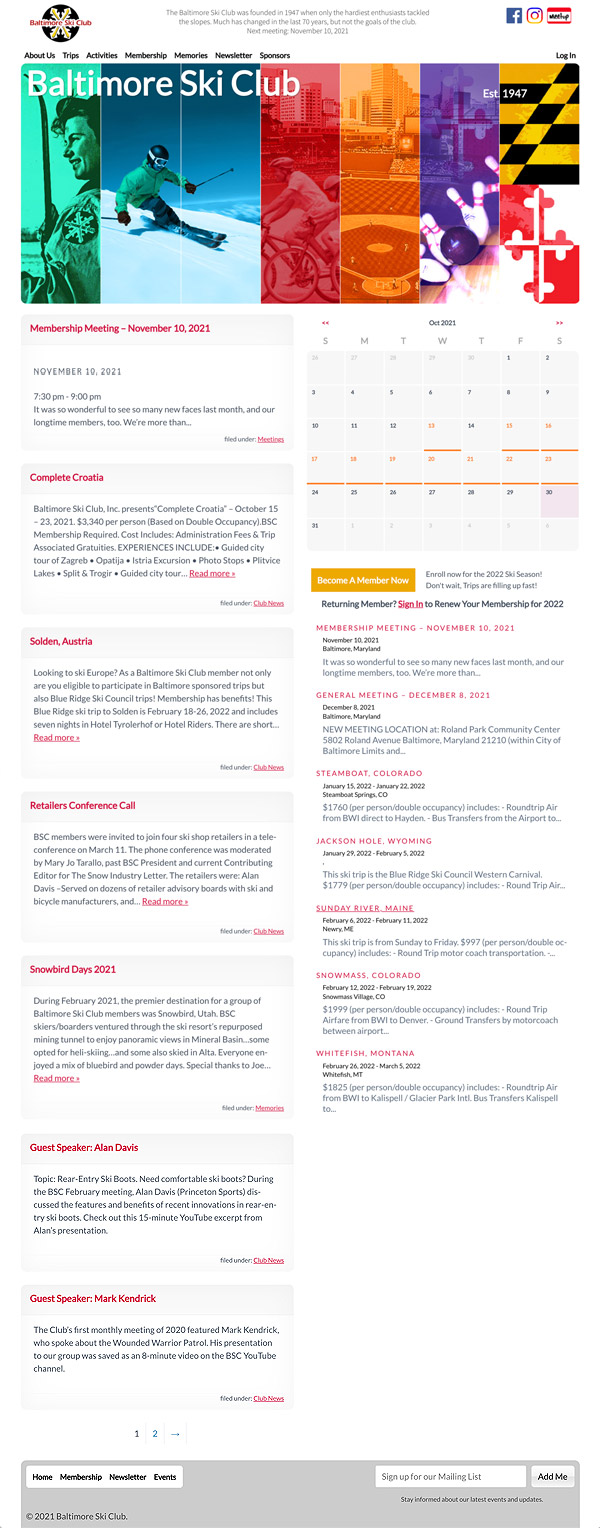 Baltimore Ski Club
The Baltimore Ski Club was founded in 1947 when only the hardiest enthusiasts tackled
the slopes. Much has changed in the last 70 years, but not the goals of the club.
Next meeting: November 10, 2021
meetup
About Us Trips Activities Membership Memories Newsletter Sponsors Log In
Baltimore Ski Club
Est. 1947
Membership Meeting – November 10, 2021
NOVEMBER 10, 2021
7:30 pm - 9:00 pm
It was so wonderful to see so many new faces last month, and our
longtime members, too. We're more than...
filed under: Meetings
Complete Croatia
Baltimore Ski Club, Inc. presents"Complete Croatia" – October 15
– 23, 2021. $3,340 per person (Based on Double Occupancy).BSC
Membership Required. Cost Includes: Administration Fees & Trip
Associated Gratuities. EXPERIENCES INCLUDE:• Guided city
tour of Zagreb • Opatija • Istria Excursion • Photo Stops • Plitvice
Lakes • Split & Trogir • Guided city tour... Read more »
filed under: Club News
Solden, Austria
Looking to ski Europe? As a Baltimore Ski Club member not only
are you eligible to participate in Baltimore sponsored trips but
also Blue Ridge Ski Council trips! Membership has benefits! This
Blue Ridge ski trip to Solden is February 18-26, 2022 and includes
seven nights in Hotel Tyrolerhof or Hotel Riders. There are short...
Read more »
filed under: Club News
Retailers Conference Call
BSC members were invited to join four ski shop retailers in a tele-
conference on March 11. The phone conference was moderated
by Mary Jo Tarallo, past BSC President and current Contributing
Editor for The Snow Industry Letter. The retailers were: Alan
Davis –Served on dozens of retailer advisory boards with ski and
bicycle manufacturers, and... Read more »
filed under: Club News
Snowbird Days 2021
During February 2021, the premier destination for a group of
Baltimore Ski Club members was Snowbird, Utah. BSC
skiers/boarders ventured through the ski resort's repurposed
mining tunnel to enjoy panoramic views in Mineral Basin...some
opted for heli-skiing...and some also skied in Alta. Everyone en-
joyed a mix of bluebird and powder days. Special thanks to Joe...
Read more »
filed under: Memories
Guest Speaker: Alan Davis
Topic: Rear-Entry Ski Boots. Need comfortable ski boots? During
the BSC February meeting, Alan Davis (Princeton Sports) dis-
cussed the features and benefits of recent innovations in rear-en-
try ski boots. Check out this 15-minute YouTube excerpt from
Alan's presentation.
filed under: Club News
Guest Speaker: Mark Kendrick
The Club's first monthly meeting of 2020 featured Mark Kendrick,
who spoke about the Wounded Warrior Patrol. His presentation
to our group was saved as an 8-minute video on the BSC YouTube
channel.
filed under: Club News
1 2 →
<< Oct 2021 >>
S M T W T F S
26 27 28 29 30 1 2
3 4 5 6 7 8 9
10 11 12 13 14 15 16
17 18 19 20 21 22 23
24 25 26 27 28 29 30
31 1 2 3 4 5 6
Become A Member Now
Enroll now for the 2022 Ski Season!
Don't wait, Trips are filling up fast!
Returning Member? Sign In to Renew Your Membership for 2022
MEMBERSHIP MEETING – NOVEMBER 10, 2021
November 10, 2021
Baltimore, Maryland
It was so wonderful to see so many new faces last month, and our
longtime members, too. We're more than...
GENERAL MEETING – DECEMBER 8, 2021
December 8, 2021
Baltimore, Maryland
NEW MEETING LOCATION at: Roland Park Community Center
5802 Roland Avenue Baltimore, Maryland 21210 (within City of
Baltimore Limits and...
STEAMBOAT, COLORADO
January 15, 2022 - January 22, 2022
Steamboat Springs, CO
$1760 (per person/double occupancy) includes: - Roundtrip Air
from BWI direct to Hayden. - Bus Transfers from the Airport to...
JACKSON HOLE, WYOMING
January 29, 2022 - February 5, 2022
,
This ski trip is the Blue Ridge Ski Council Western Carnival.
$1779 (per person/double occupancy) includes: - Round Trip Air...
SUNDAY RIVER, MAINE
February 6, 2022 - February 11, 2022
Newry, ME
This ski trip is from Sunday to Friday. $997 (per person/double oc-
cupancy) includes: - Round Trip motor coach transportation. -...
SNOWMASS, COLORADO
February 12, 2022 - February 19, 2022
Snowmass Village, CO
$1999 (per person/double occupancy) includes: - Round Trip
Airfare from BWI to Denver. - Ground Transfers by motorcoach
between airport...
WHITEFISH, MONTANA
February 26, 2022 - March 5, 2022
Whitefish, MT
$1825 (per person/double occupancy) includes: - Roundtrip Air
from BWI to Kalispell / Glacier Park Intl. Bus Transfers Kalispell
to...
Home Membership Newsletter Events
Sign up for our Mailing List Add Me
Stay informed about our latest events and updates.
© 2021 Baltimore Ski Club.